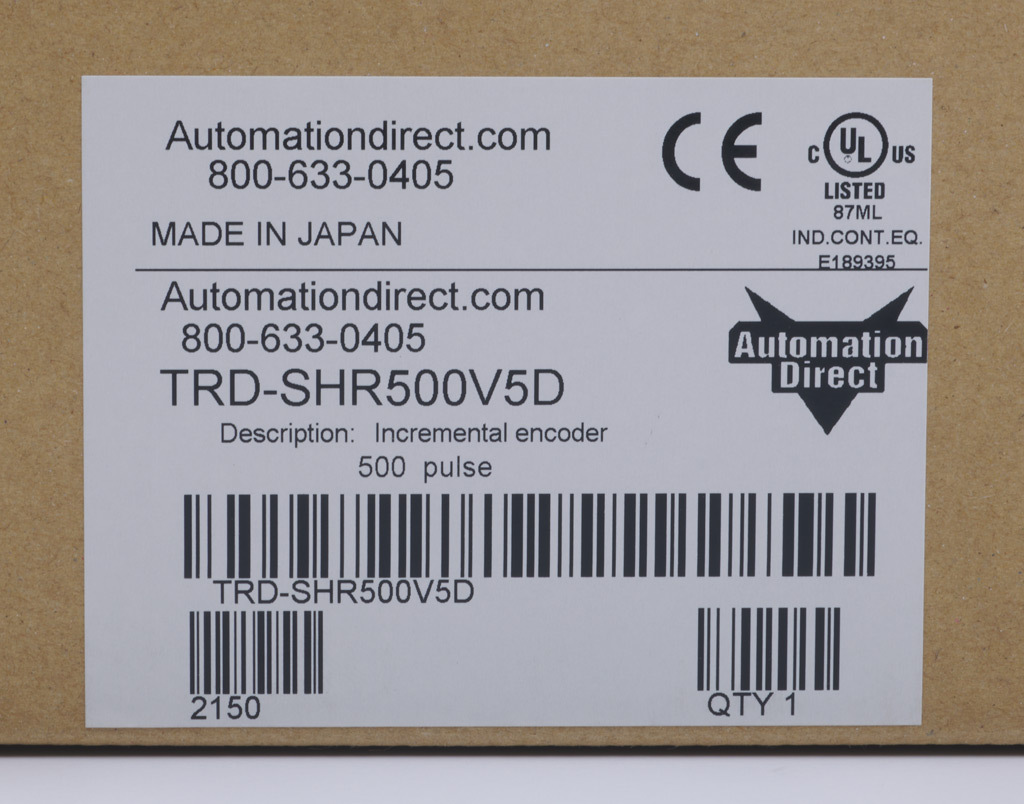 Automationdirect.com
800-633-0405
MADE IN JAPAN
CE
C UL US
LISTED
87ML
IND.CONT.EQ.
E189395
Automationdirect.com
800-633-0405
TRD-SHR500V5D
Description: Incremental encoder
500 pulse
Automation
Direct
TRD-SHR500V5D
2150
QTY 1